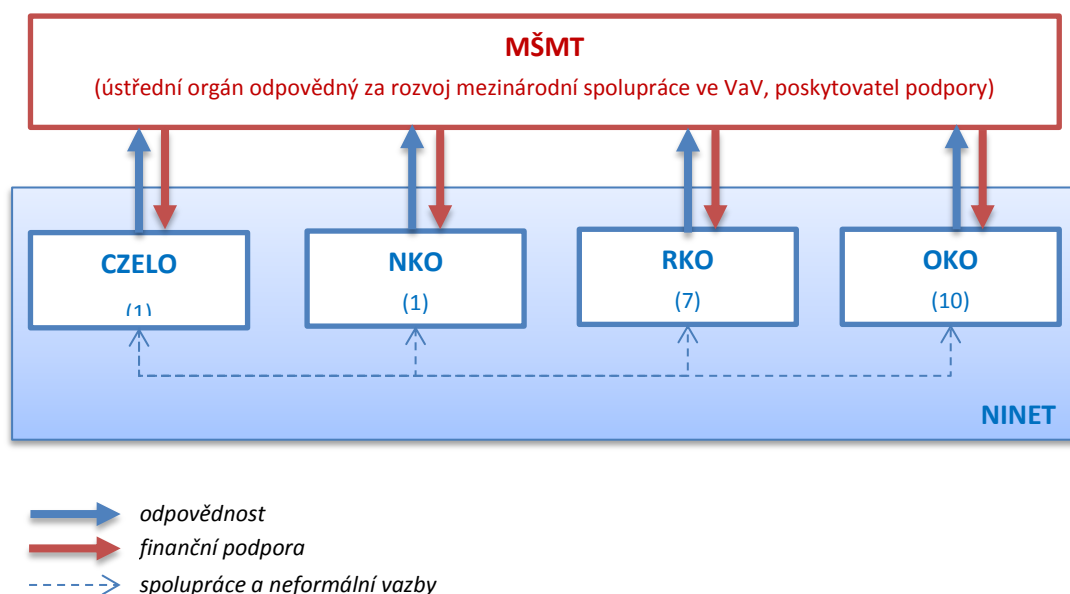 MŠMT
(ústřední orgán odpovědný za rozvoj mezinárodní spolupráce ve VaV, poskytovatel podpory)
CZELO
(1)
NKO
(1)
RKO
(7)
OKO
(10)
NINET
odpovědnost
finanční podpora
spolupráce a neformální vazby